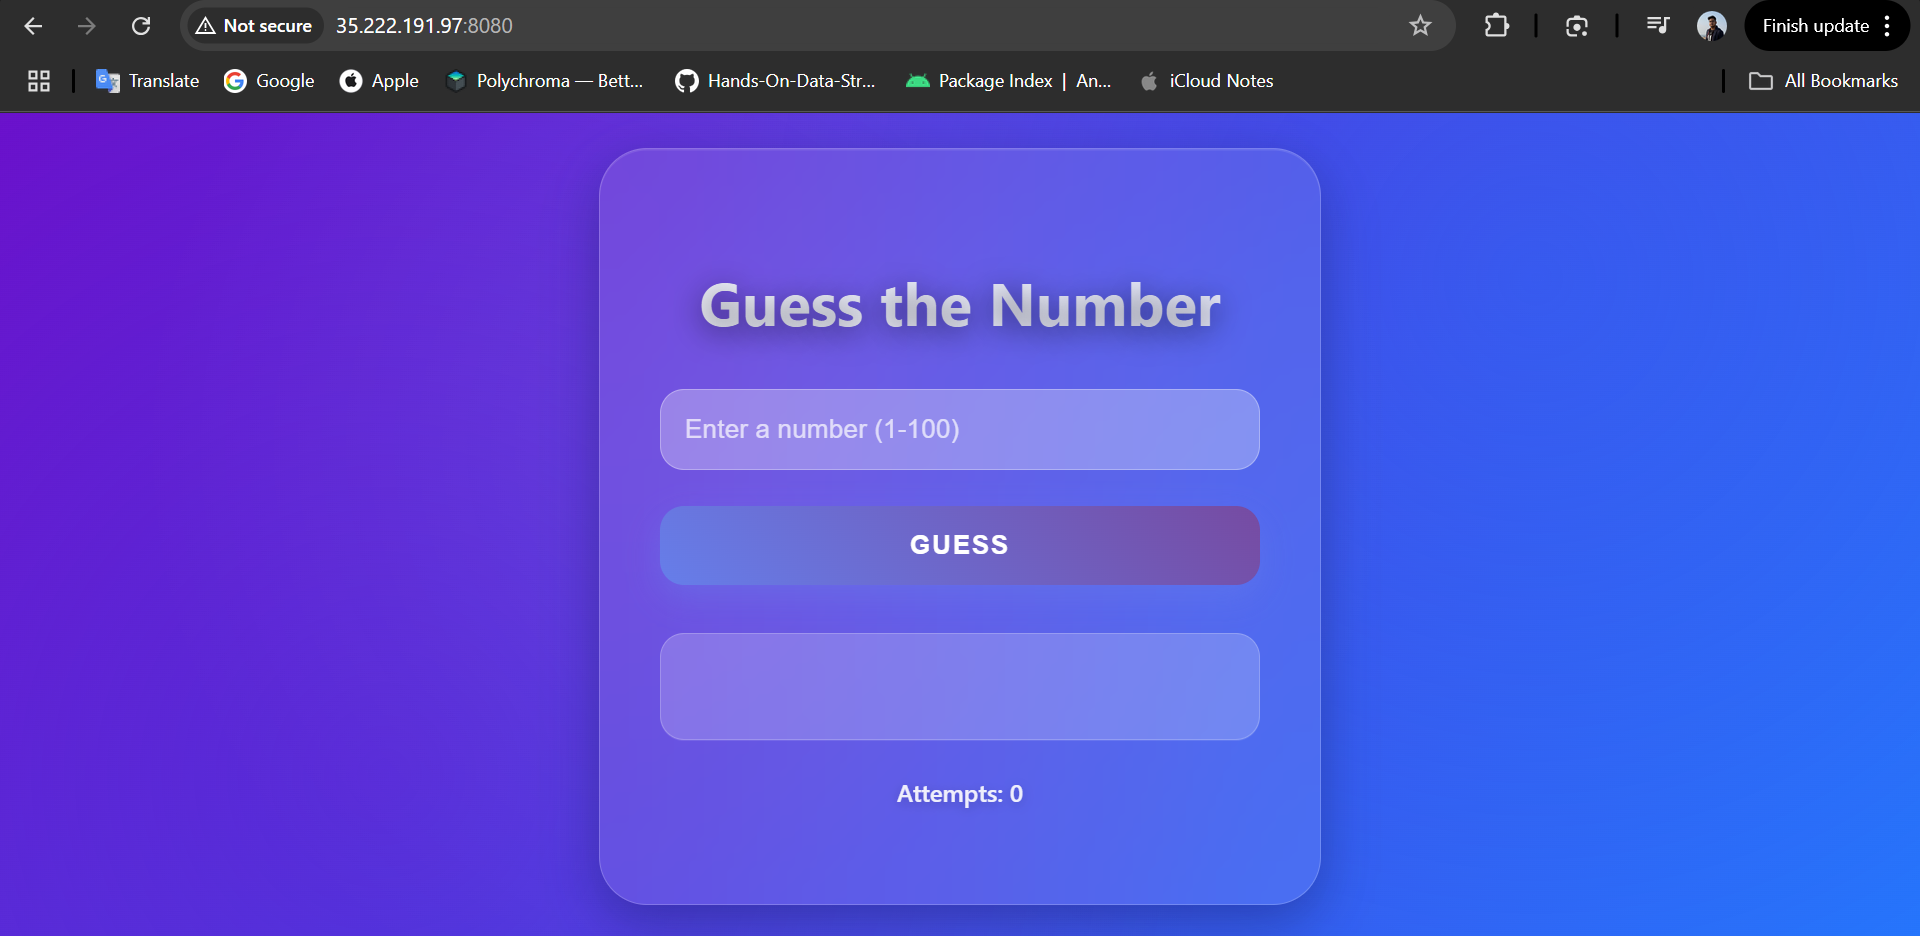 Not secure 35.222.191.97:8080 Finish update
Translate Google Apple Polychroma — Bett... Hands-On-Data-Str... Package Index | An... iCloud Notes All Bookmarks
Guess the Number
Enter a number (1-100)
GUESS
Attempts: 0